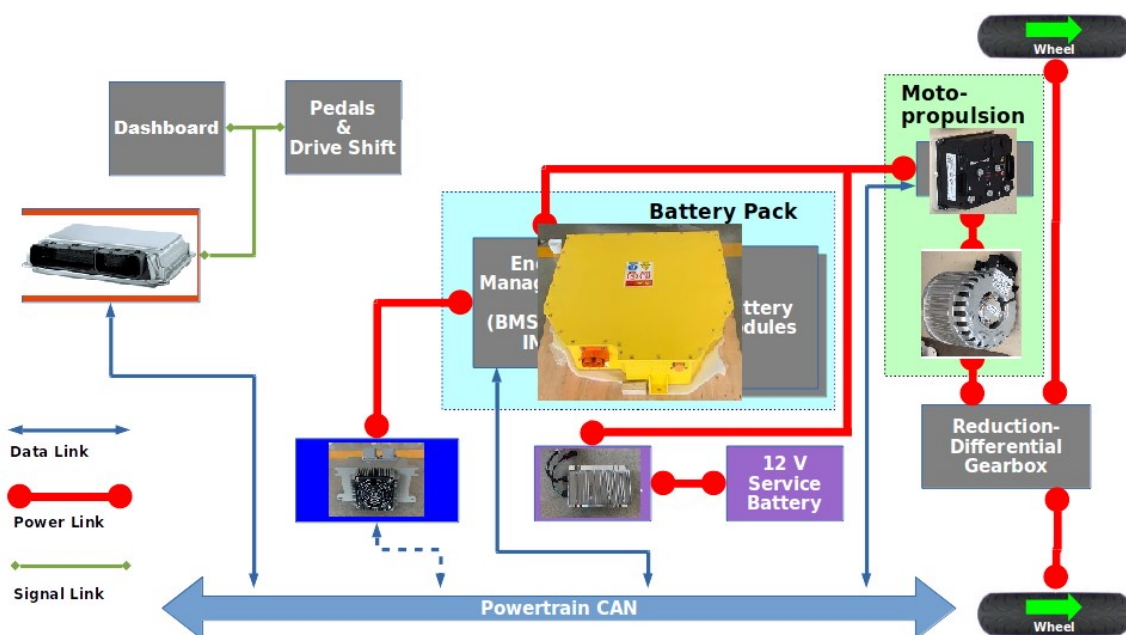 Wheel
Moto-
propulsion
Dashboard
Pedals
&
Drive Shift
Battery Pack
Reduction-
Differential
Gearbox
12 V
Service
Battery
Data Link
Power Link
Signal Link
Powertrain CAN
Wheel